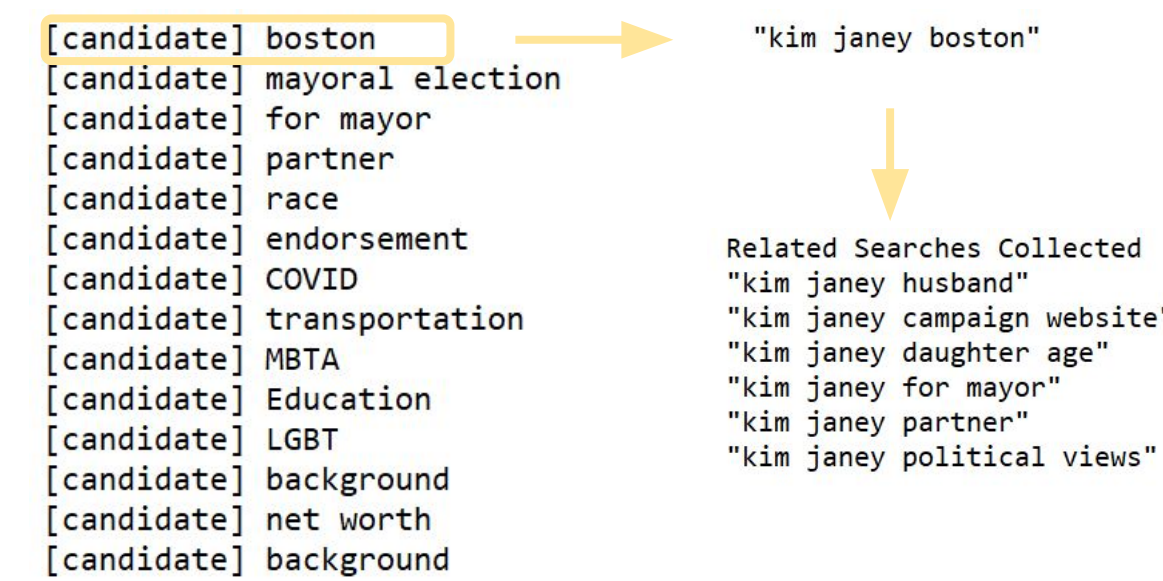 [candidate] boston
[candidate] mayoral election
[candidate] for mayor
[candidate] partner
[candidate] race
[candidate] endorsement
[candidate] COVID
[candidate] transportation
[candidate] MBTA
[candidate] Education
[candidate] LGBT
[candidate] background
[candidate] net worth
[candidate] background
"kim janey boston"
Related Searches Collected
"kim janey husband"
"kim janey campaign website"
"kim janey daughter age"
"kim janey for mayor"
"kim janey partner"
"kim janey political views"